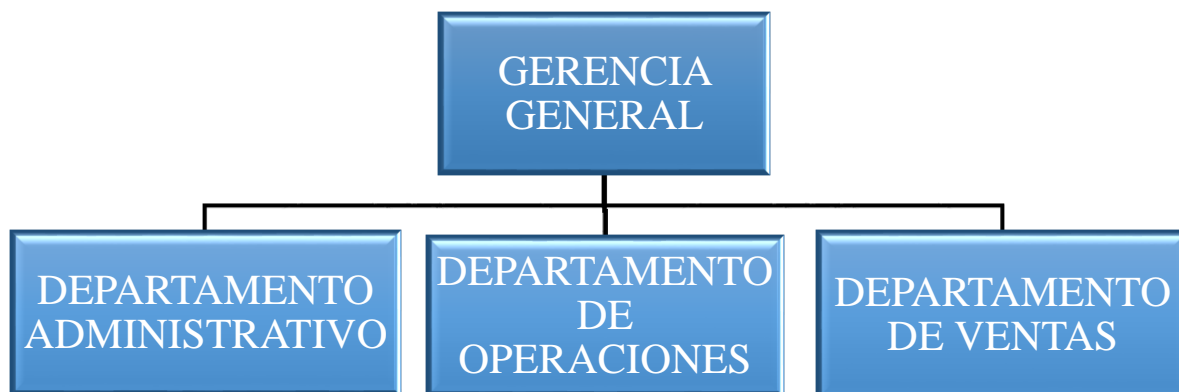 GERENCIA
GENERAL
DEPARTAMENTO
ADMINISTRATIVO
DEPARTAMENTO
DE
OPERACIONES
DEPARTAMENTO
DE VENTAS